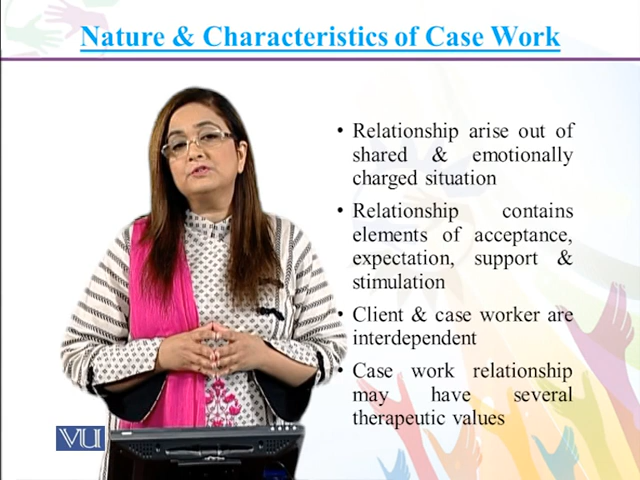 Nature & Characteristics of Case Work
• Relationship arise out of
shared & emotionally
charged situation
• Relationship contains
elements of acceptance,
expectation, support &
stimulation
• Client & case worker are
interdependent
• Case work relationship
may have several
therapeutic values
VU